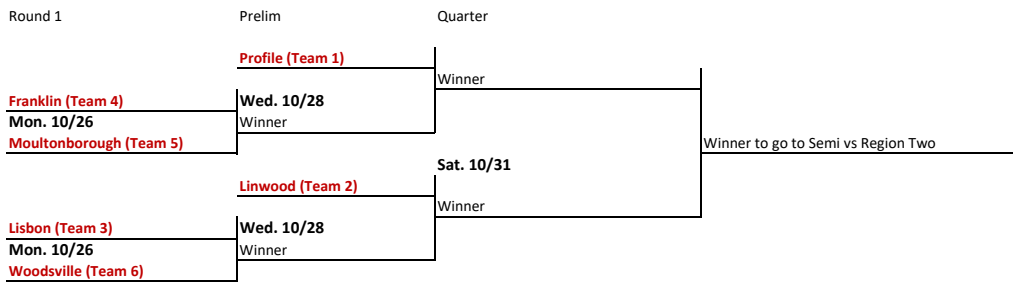 Round 1 Prelim Quarter
Profile (Team 1)
Winner
Franklin (Team 4) Wed. 10/28
Mon. 10/26 Winner
Moultonborough (Team 5) Winner to go to Semi vs Region Two
Sat. 10/31
Linwood (Team 2)
Winner
Lisbon (Team 3) Wed. 10/28
Mon. 10/26 Winner
Woodsville (Team 6)